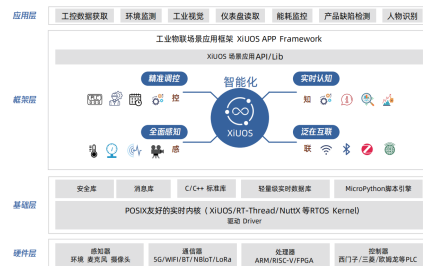 应用层
工控数据获取 环境监测 工业视觉 仪表盘读数 能耗监控 产品缺陷检测 人物识别
工业物联场景应用框架 XiUOS APP Framework
XiUOS 场景应用API/Lib
框架层
精准调控 智能化 实时认知
控 知
XiUOS
全面感知 泛在互联
感 联
基础层
安全库 消息库 C/C++ 标准库 轻量级实时数据库 MicroPython脚本引擎
POSIX友好的实时内核 ( XiUOS/RT-Thread/NuttX 等RTOS Kernel)
驱动 Driver
硬件层
感知器 通信器 处理器 控制器
环境 麦克风 摄像头 5G/WIFI/BT/ NBIoT/LoRa ARM/RISC-V/FPGA 西门子/三菱/欧姆龙等PLC